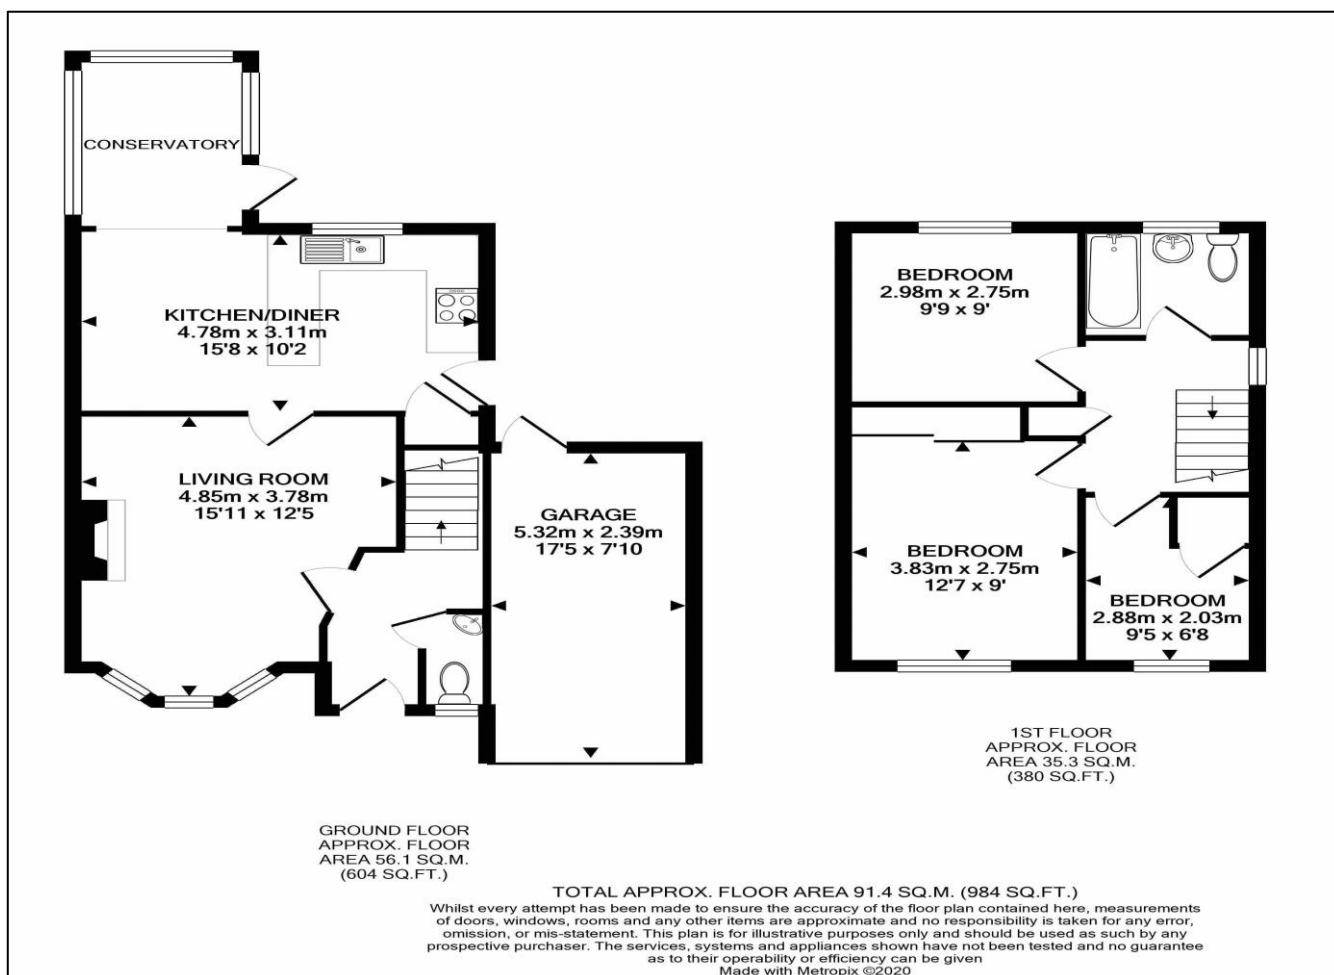 CONSERVATORY
KITCHEN/DINER
4.78m x 3.11m
15'8 x 10'2
LIVING ROOM
4.85m x 3.78m
15'11 x 12'5
GARAGE
5.32m x 2.39m
17'5 x 7'10
GROUND FLOOR
APPROX. FLOOR
AREA 56.1 SQ.M.
(604 SQ.FT.)
BEDROOM
2.98m x 2.75m
9'9 x 9'
BEDROOM
3.83m x 2.75m
12'7 x 9'
BEDROOM
2.88m x 2.03m
9'5 x 6'8
1ST FLOOR
APPROX. FLOOR
AREA 35.3 SQ.M.
(380 SQ.FT.)
TOTAL APPROX. FLOOR AREA 91.4 SQ.M. (984 SQ.FT.)
Whilst every attempt has been made to ensure the accuracy of the floor plan contained here, measurements
of doors, windows, rooms and any other items are approximate and no responsibility is taken for any error,
omission, or mis-statement. This plan is for illustrative purposes only and should be used as such by any
prospective purchaser. The services, systems and appliances shown have not been tested and no guarantee
as to their operability or efficiency can be given
Made with Metropix ©2020